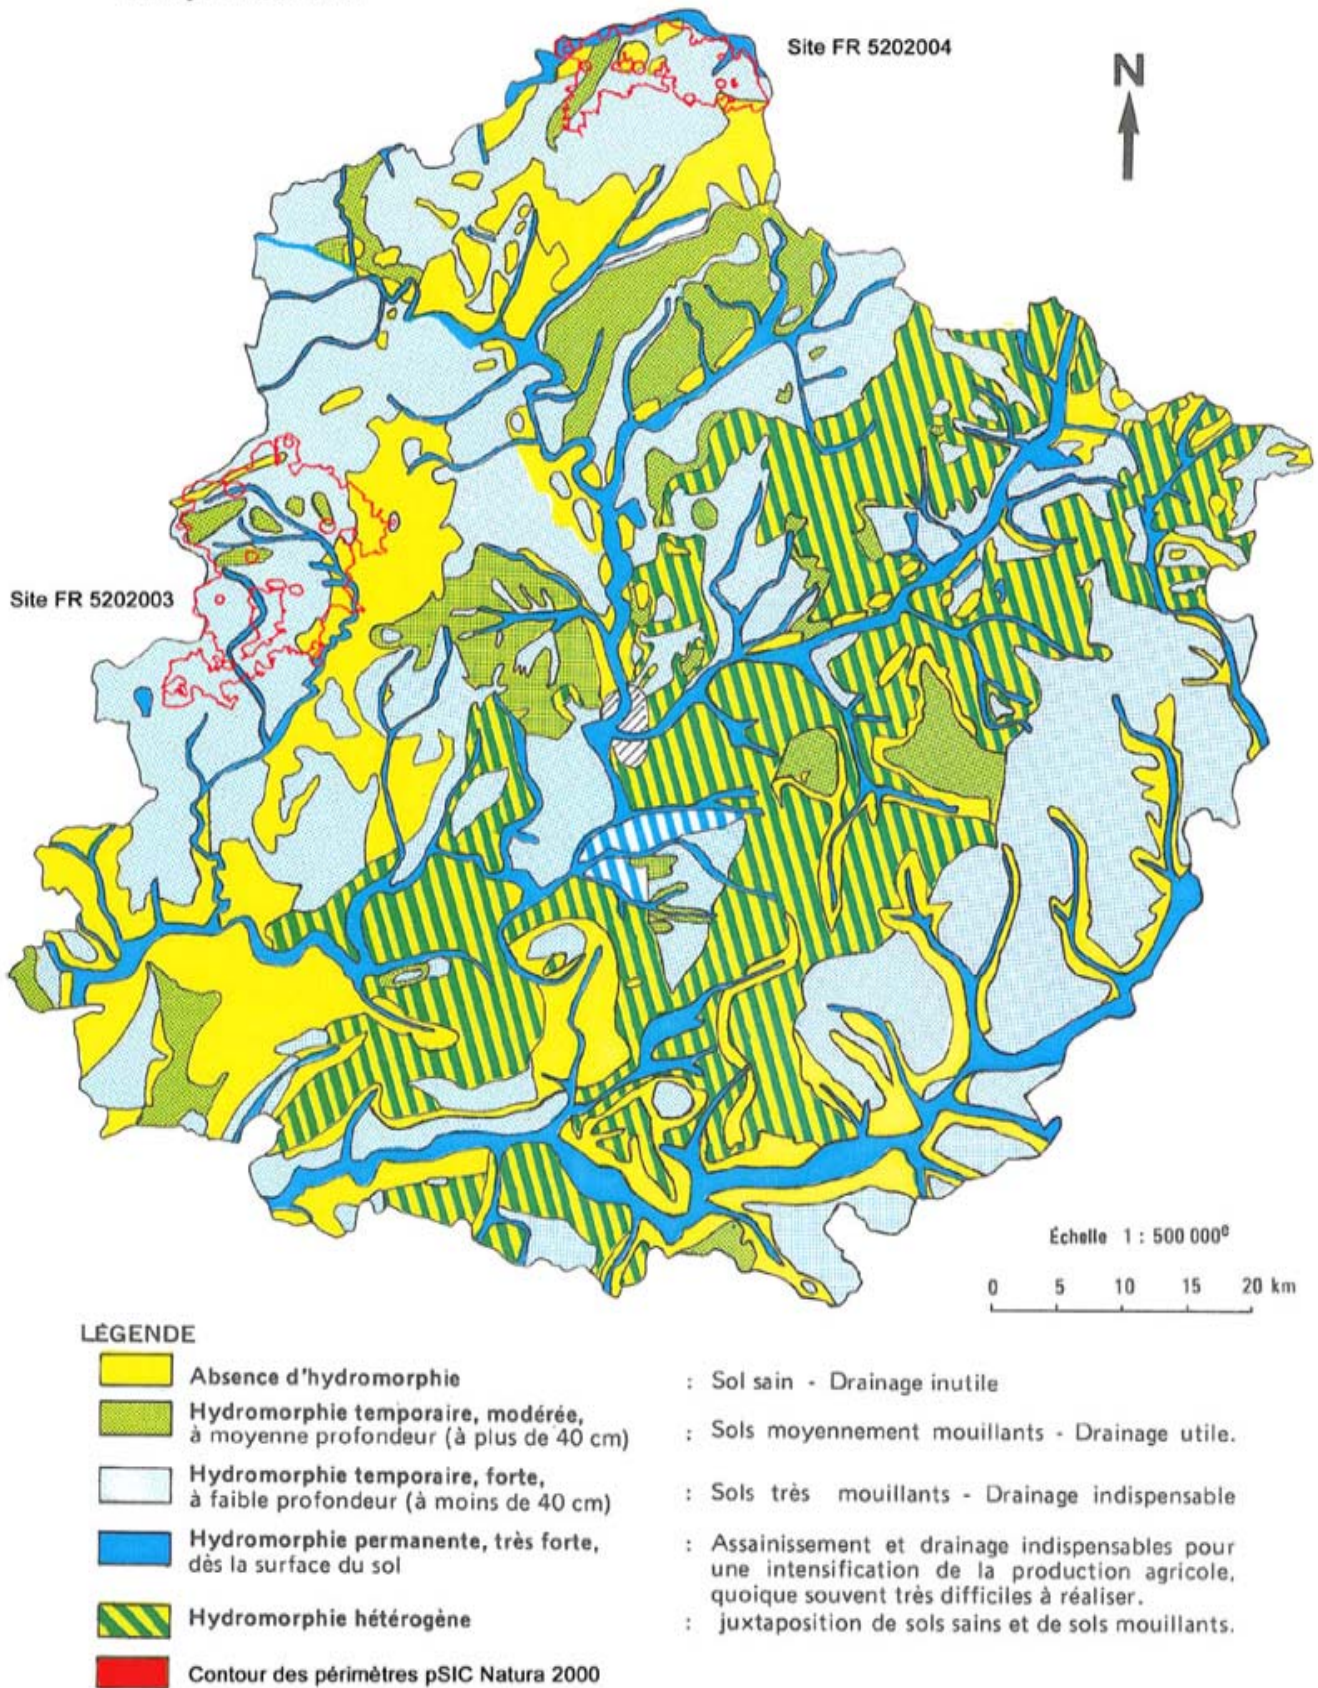 Site FR 5202004
N
Site FR 5202003
Échelle 1 : 500 000e
0 5 10 15 20 km
LÉGENDE
Absence d'hydromorphie : Sol sain - Drainage inutile
Hydromorphie temporaire, modérée,
à moyenne profondeur (à plus de 40 cm) : Sols moyennement mouillants - Drainage utile.
Hydromorphie temporaire, forte,
à faible profondeur (à moins de 40 cm) : Sols très mouillants - Drainage indispensable
Hydromorphie permanente, très forte,
dès la surface du sol
: Assainissement et drainage indispensables pour
une intensification de la production agricole,
quoique souvent très difficiles à réaliser.
Hydromorphie hétérogène : juxtaposition de sols sains et de sols mouillants.
Contour des périmètres pSIC Natura 2000